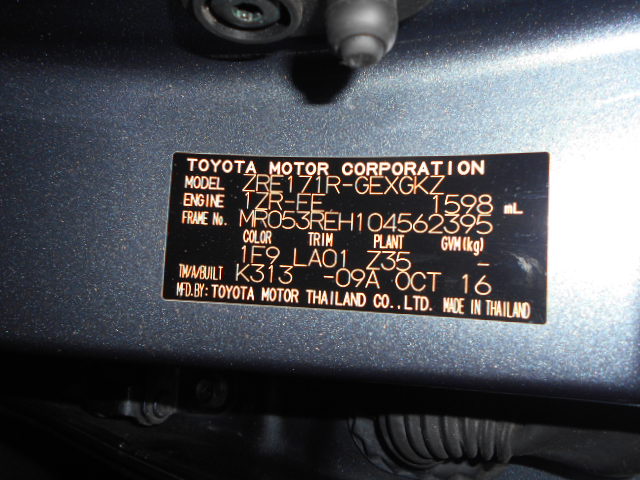 TOYOTA MOTOR CORPORATION
MODEL ZRE171R-GEXGKZ
ENGINE 1ZR-FE 1598 mL
FRAME No. MR053REH104562395
COLOR TRIM PLANT GVM(kg)
1F9 LA01 Z35 -
TM/A/BUILT K313 -09A OCT 16
MFD.BY: TOYOTA MOTOR THAILAND CO.,LTD. MADE IN THAILAND